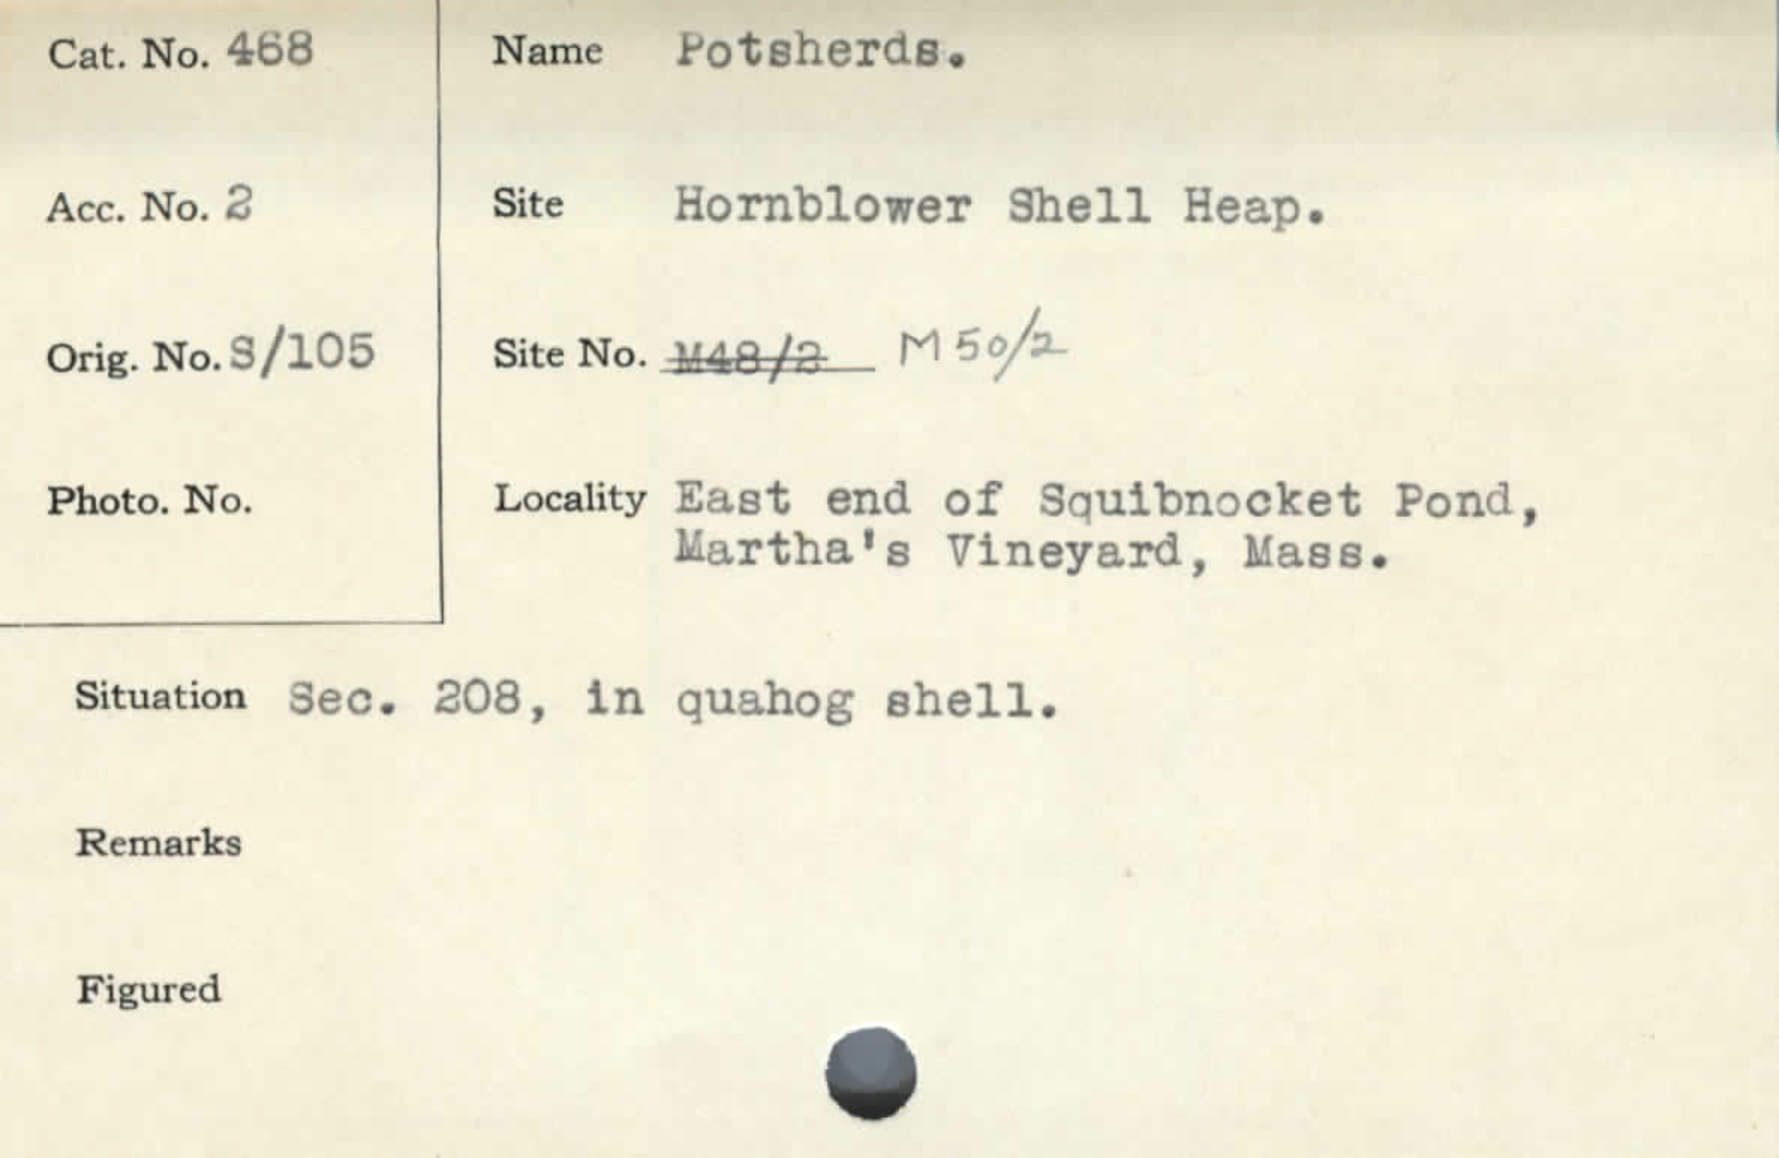 Cat. No. 468
Name Potsherds.
Acc. No. 2
Site Hornblower Shell Heap.
Orig. No. S/105
Site No. M48/2 M50/2
Photo. No.
Locality East end of Squibnocket Pond,
Martha's Vineyard, Mass.
Situation Sec. 208, in quahog shell.
Remarks
Figured